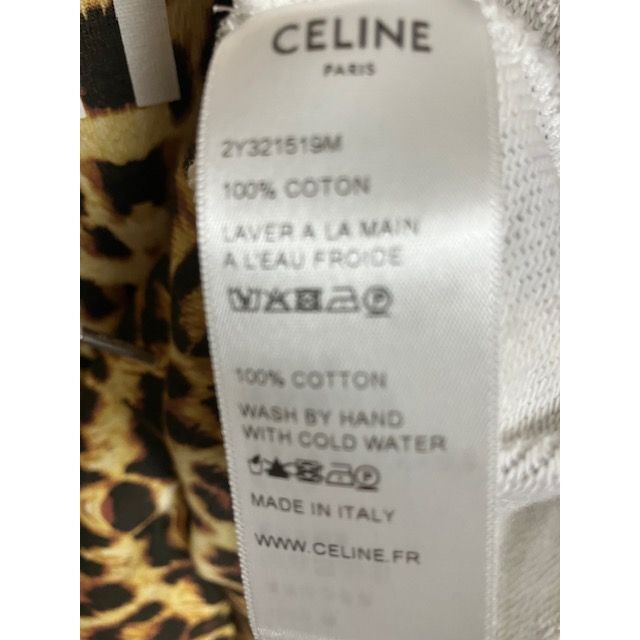 CELINE
PARIS
2Y321519M
100% COTON
LAVER A LA MAIN
A L'EAU FROIDE
100% COTTON
WASH BY HAND
WITH COLD WATER
MADE IN ITALY
WWW.CELINE.FR